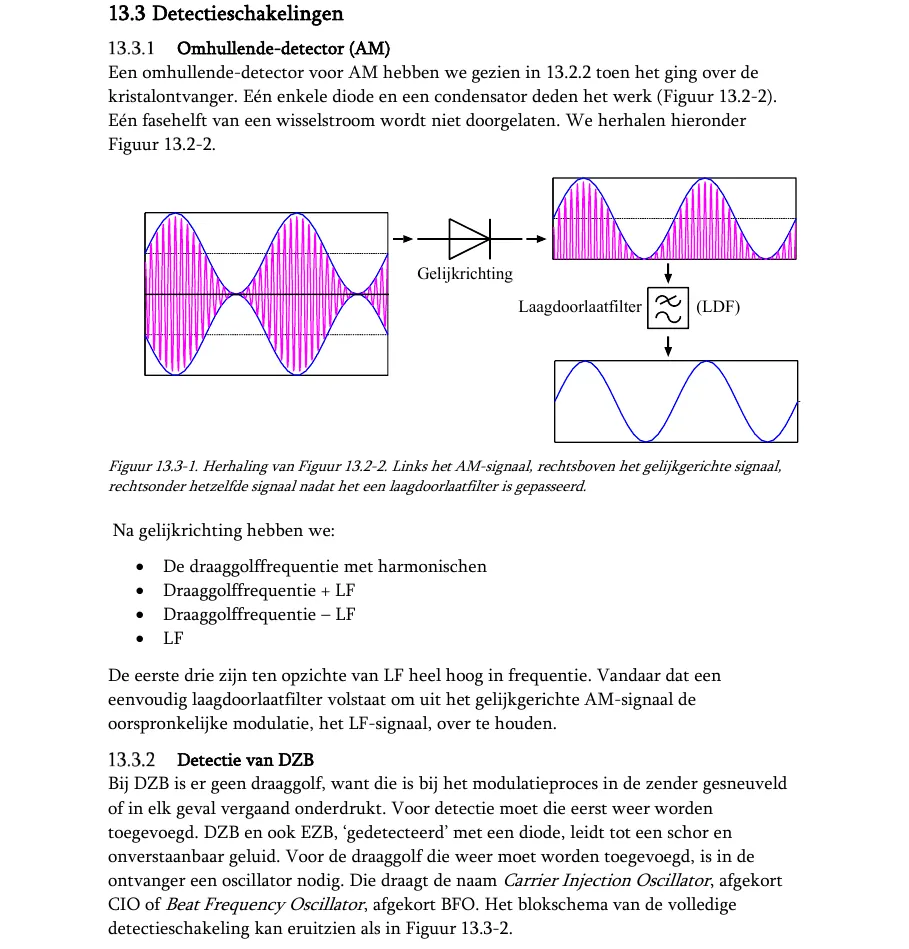 13.3 Detectieschakelingen
13.3.1 Omhullende-detector (AM)
Een omhullende-detector voor AM hebben we gezien in 13.2.2 toen het ging over de
kristalontvanger. Eén enkele diode en een condensator deden het werk (Figuur 13.2-2).
Eén fasehelft van een wisselstroom wordt niet doorgelaten. We herhalen hieronder
Figuur 13.2-2.
Gelijkrichting
Laagdoorlaatfilter (LDF)
Figuur 13.3-1. Herhaling van Figuur 13.2-2. Links het AM-signaal, rechtsboven het gelijkgerichte signaal,
rechtsonder hetzelfde signaal nadat het een laagdoorlaatfilter is gepasseerd.
Na gelijkrichting hebben we:
• De draaggolffrequentie met harmonischen
• Draaggolffrequentie + LF
• Draaggolffrequentie – LF
• LF
De eerste drie zijn ten opzichte van LF heel hoog in frequentie. Vandaar dat een
eenvoudig laagdoorlaatfilter volstaat om uit het gelijkgerichte AM-signaal de
oorspronkelijke modulatie, het LF-signaal, over te houden.
13.3.2 Detectie van DZB
Bij DZB is er geen draaggolf, want die is bij het modulatieproces in de zender gesneuveld
of in elk geval vergaand onderdrukt. Voor detectie moet die eerst weer worden
toegevoegd. DZB en ook EZB, ‘gedetecteerd’ met een diode, leidt tot een schor en
onverstaanbaar geluid. Voor de draaggolf die weer moet worden toegevoegd, is in de
ontvanger een oscillator nodig. Die draagt de naam Carrier Injection Oscillator, afgekort
CIO of Beat Frequency Oscillator, afgekort BFO. Het blokschema van de volledige
detectieschakeling kan eruitzien als in Figuur 13.3-2.